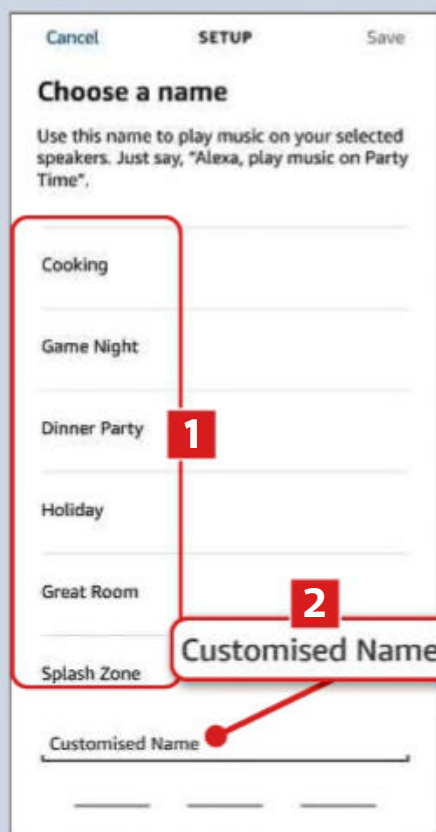 Cancel SETUP Save
Choose a name
Use this name to play music on your selected
speakers. Just say, "Alexa, play music on Party
Time".
Cooking
Game Night
Dinner Party
1
Holiday
Great Room
2
Customised Name
Splash Zone
Customised Name